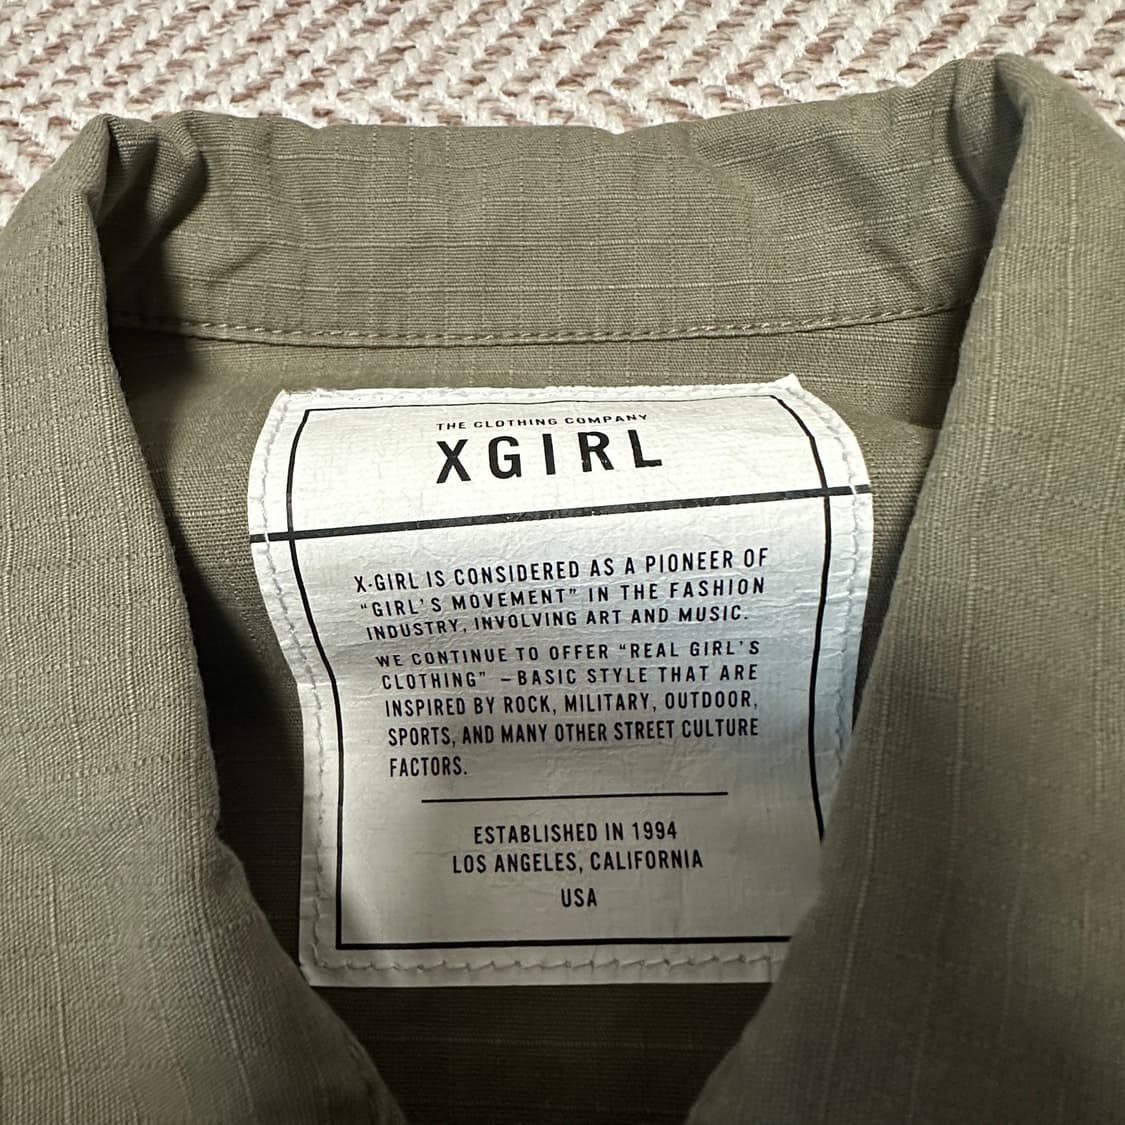 THE CLOTHING COMPANY
XGIRL
X-GIRL IS CONSIDERED AS A PIONEER OF
"GIRL'S MOVEMENT" IN THE FASHION
INDUSTRY, INVOLVING ART AND MUSIC.
WE CONTINUE TO OFFER "REAL GIRL'S
CLOTHING" –BASIC STYLE THAT ARE
INSPIRED BY ROCK, MILITARY, OUTDOOR,
SPORTS, AND MANY OTHER STREET CULTURE
FACTORS.
ESTABLISHED IN 1994
LOS ANGELES, CALIFORNIA
USA